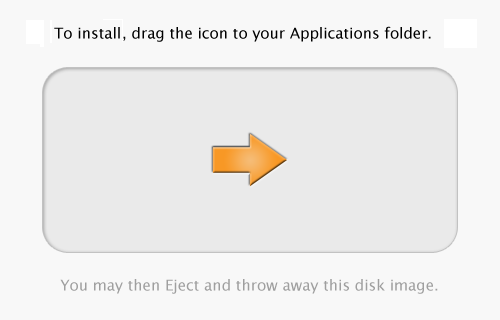 To install, drag the icon to your Applications folder.
You may then Eject and throw away this disk image.